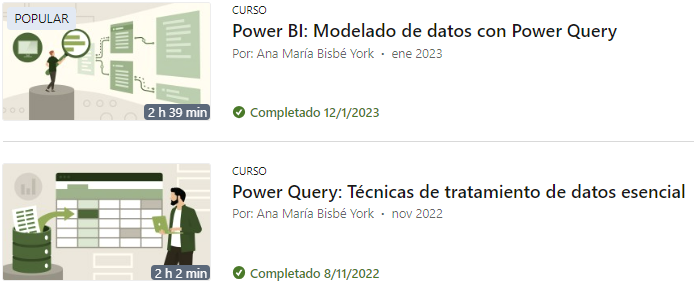 POPULAR
2 h 39 min
CURSO
Power BI: Modelado de datos con Power Query
Por: Ana María Bisbé York · ene 2023
Completado 12/1/2023
2 h 2 min
CURSO
Power Query: Técnicas de tratamiento de datos esencial
Por: Ana María Bisbé York · nov 2022
Completado 8/11/2022